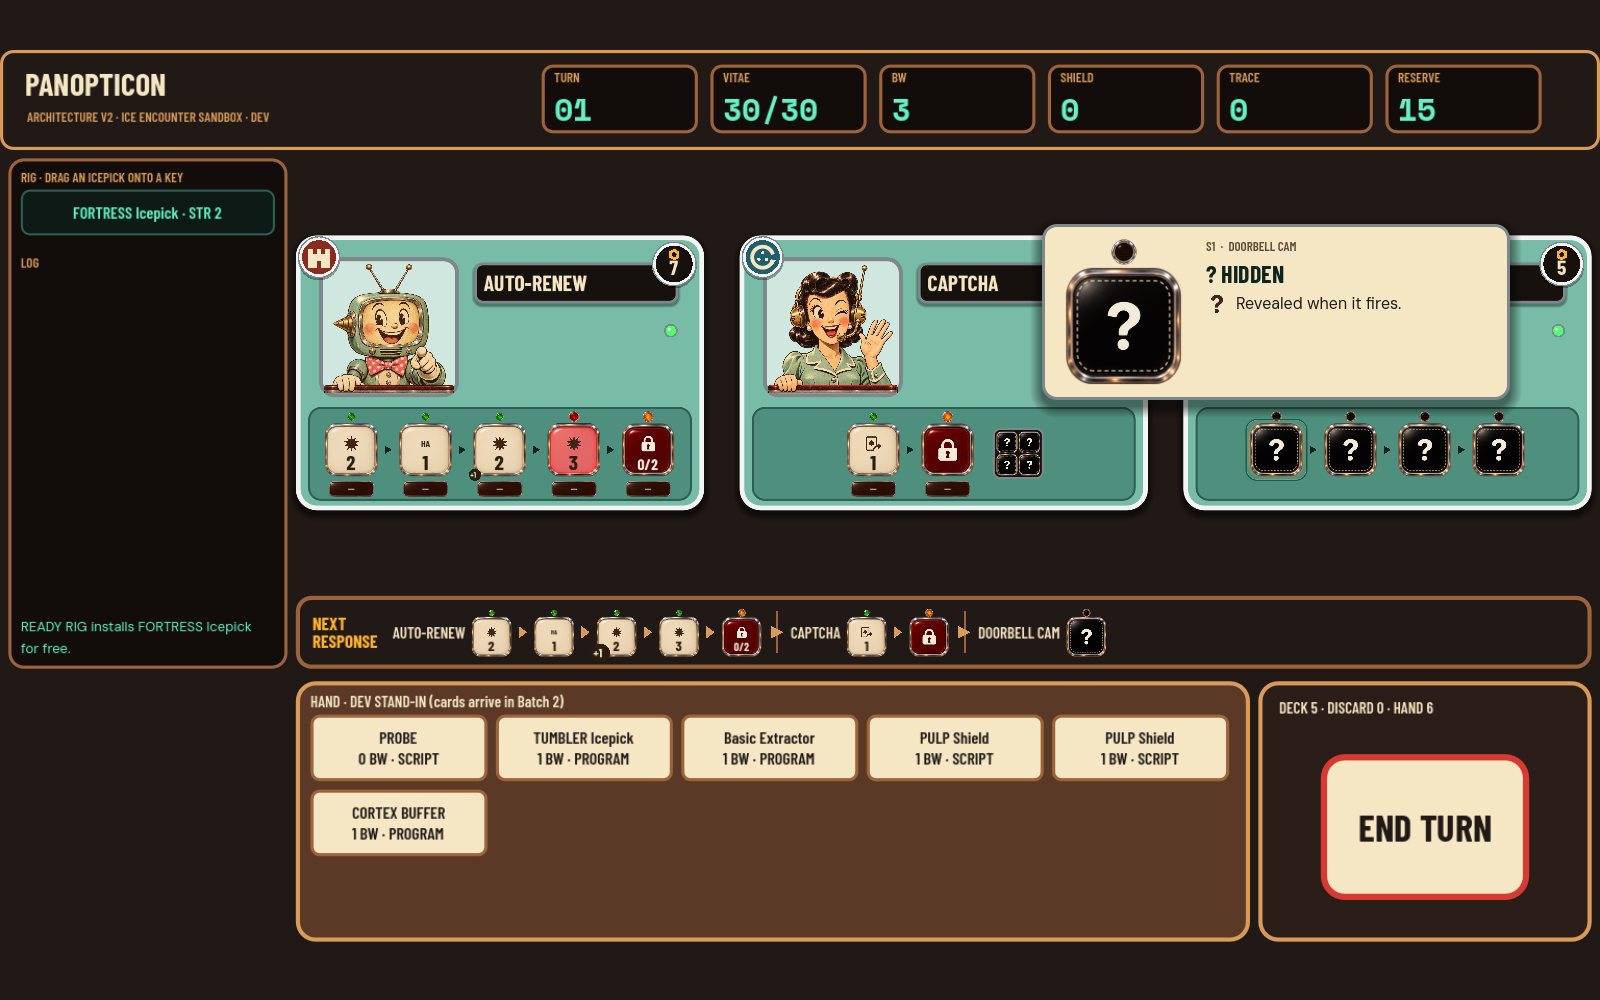 PANOPTICON
ARCHITECTURE V2 · ICE ENCOUNTER SANDBOX · DEV
TURN
01
VITAE
30/30
BW
3
SHIELD
0
TRACE
0
RESERVE
15
RIG · DRAG AN ICEPICK ONTO A KEY
FORTRESS Icepick · STR 2
LOG
READY RIG installs FORTRESS Icepick
for free.
AUTO-RENEW
7
2
HA
1
+1
2
3
0/2
–
–
–
–
–
CAPTCHA
1
? ?
? ?
–
–
5
S1 · DOORBELL CAM
?
? HIDDEN
? Revealed when it fires.
? ? ? ?
NEXT
RESPONSE
AUTO-RENEW
2
HA
1
+1
2
3
0/2
CAPTCHA
1
DOORBELL CAM
?
HAND · DEV STAND-IN (cards arrive in Batch 2)
PROBE
0 BW · SCRIPT
TUMBLER Icepick
1 BW · PROGRAM
Basic Extractor
1 BW · PROGRAM
PULP Shield
1 BW · SCRIPT
PULP Shield
1 BW · SCRIPT
CORTEX BUFFER
1 BW · PROGRAM
DECK 5 · DISCARD 0 · HAND 6
END TURN